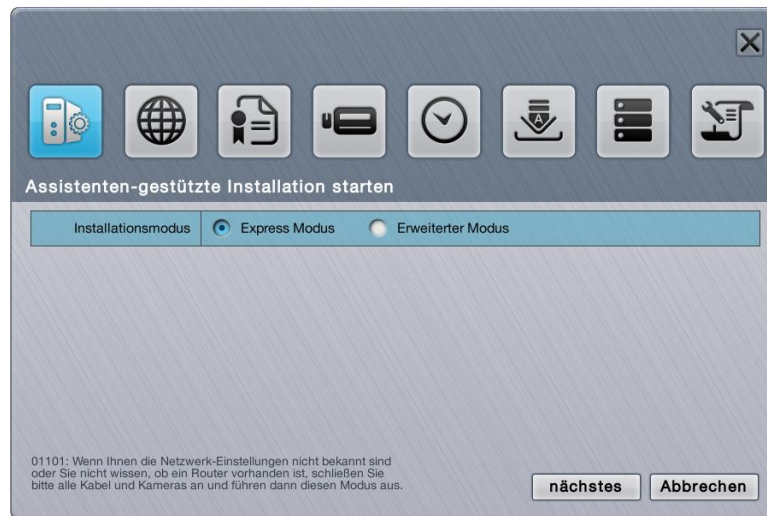 Assistenten-gestützte Installation starten
Installationsmodus Express Modus Erweiterter Modus
01101: Wenn Ihnen die Netzwerk-Einstellungen nicht bekannt sind
oder Sie nicht wissen, ob ein Router vorhanden ist, schließen Sie
bitte alle Kabel und Kameras an und führen dann diesen Modus aus.
nächstes Abbrechen